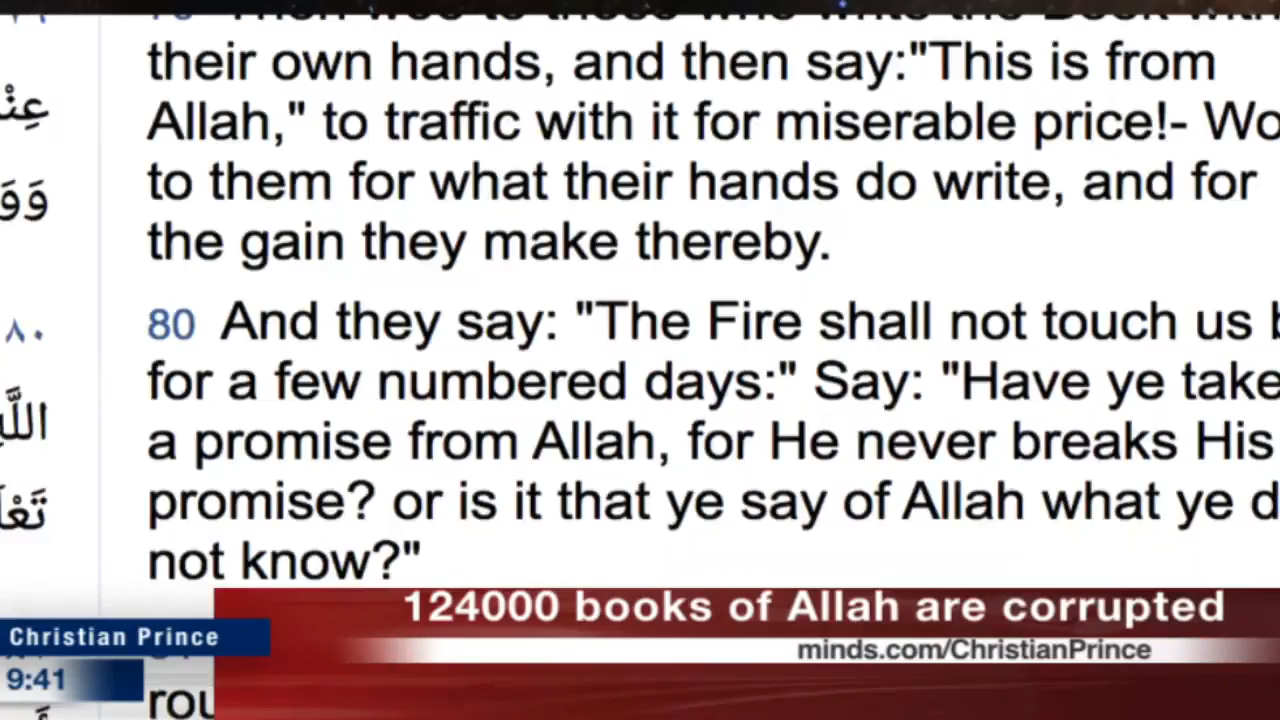 their own hands, and then say:"This is from
Allah," to traffic with it for miserable price!-
to them for what their hands do write, and for
the gain they make thereby.
80 And they say: "The Fire shall not touch us
for a few numbered days:" Say: "Have ye
a promise from Allah, for He never breaks His
promise? or is it that ye say of Allah what ye
not know?"
٨٠
124000 books of Allah are corrupted
Christian Prince
minds.com/ChristianPrince
9:41